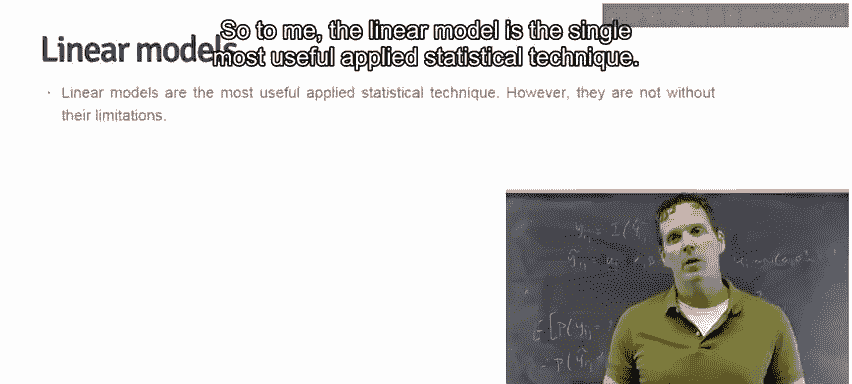 So to me, the linear model is the single
Linear models
most useful applied statistical technique.
· Linear models are the most useful applied statistical technique. However, they are not without
their limitations.